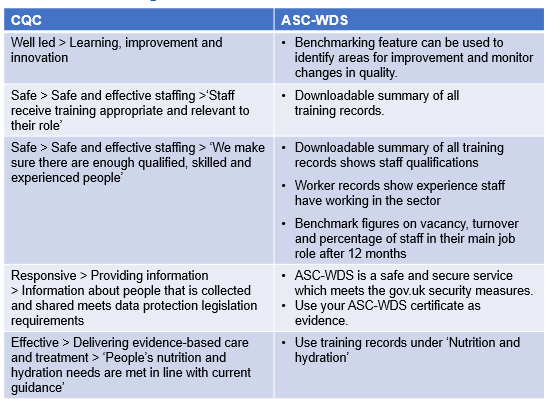 CQC
ASC-WDS
Well led > Learning, improvement and
innovation
• Benchmarking feature can be used to
identify areas for improvement and monitor
changes in quality.
Safe > Safe and effective staffing >‘Staff
receive training appropriate and relevant to
their role’
• Downloadable summary of all
training records.
Safe > Safe and effective staffing > ‘We make
sure there are enough qualified, skilled and
experienced people’
• Downloadable summary of all training
records shows staff qualifications
• Worker records show experience staff
have working in the sector
• Benchmark figures on vacancy, turnover
and percentage of staff in their main job
role after 12 months
Responsive > Providing information
> Information about people that is collected
and shared meets data protection legislation
requirements
• ASC-WDS is a safe and secure service
which meets the gov.uk security measures.
• Use your ASC-WDS certificate as
evidence.
Effective > Delivering evidence-based care
and treatment > ‘People’s nutrition and
hydration needs are met in line with current
guidance’
• Use training records under ‘Nutrition and
hydration’